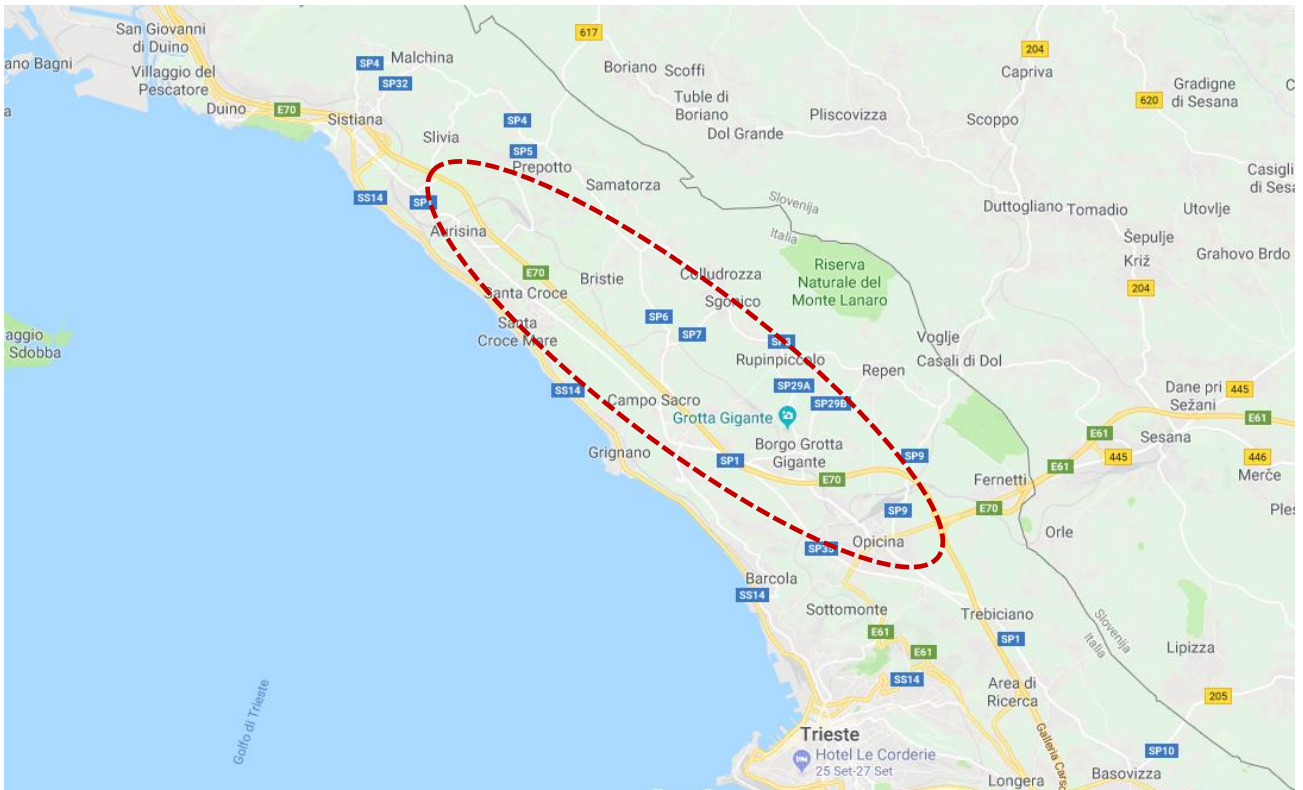 San Giovanni
di Duino
617
204
ano Bagni
Villaggio del
Pescatore
SP4
Malchina
SP32
Boriano
Scoffi
Capriva
Gradigne
di Sesana
620
C
a
Duino
E70
Sistiana
Tuble di
Boriano
Dol Grande
Pliscovizza
Scoppo
Slivia
SP4
SP5
Prepotto
Samatorza
Casigli
di Sesa
SS14
Aurisina
Slovenija
Italia
Duttogliano
Tomadio
Utovlje
Šepulje
Križ
Grahovo Brdo
204
E70
Bristie
Colludrozza
Sgonico
Riserva
Naturale del
Monte Lanaro
Santa Croce
Santa
Croce Mare
aggio
Sdobba
SP6
SP7
Rupinpiccolo
Repen
Voglje
Casali di Dol
SS14
Campo Sacro
SP29A
SP29B
Grotta Gigante
Borgo Grotta
Gigante
Dane pri
Sežani
445
E61
E61
Sesana
Grignano
SP1
E70
SP9
Fernetti
E61
445
446
Merče
SP9
E70
Ples
Opicina
SP35
Orle
Barcola
SS14
Sottomonte
Trebiciano
E61
E61
SP1
Slovenija
Italia
Lipizza
SS14
Area di
Ricerca
205
Golfo di Trieste
Trieste
Hotel Le Corderie
25 Set-27 Set
Galleria Carso
SP10
Longera
Basovizza